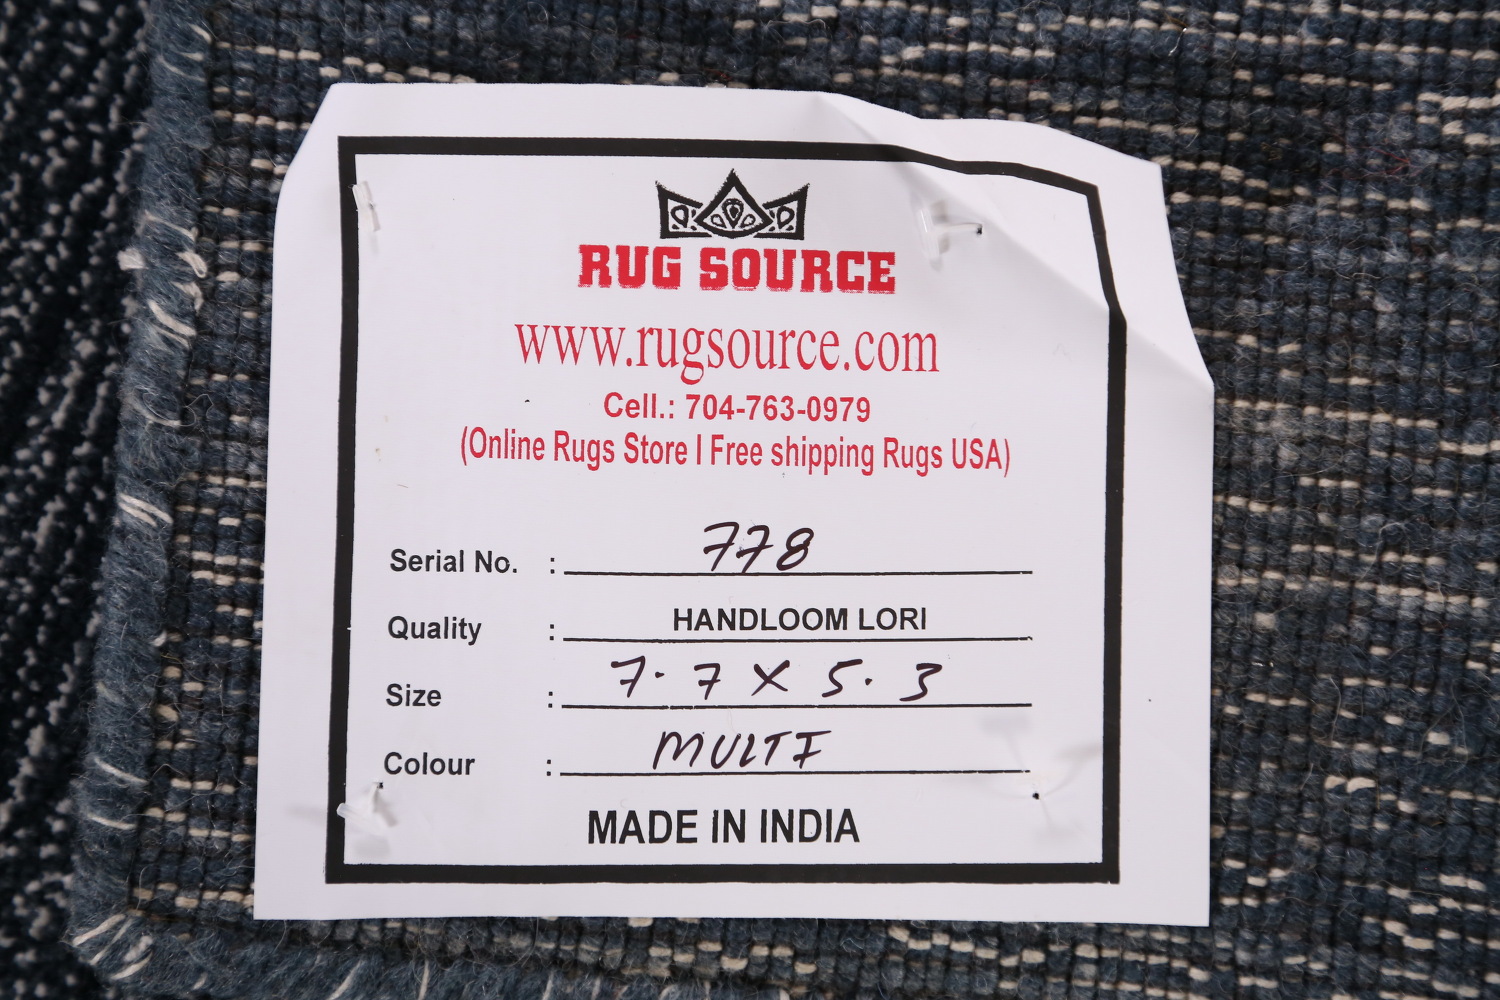 RUG SOURCE
www.rugsource.com
Cell.: 704-763-0979
(Online Rugs Store I Free shipping Rugs USA)
Serial No. : 778
Quality : HANDLOOM LORI
Size : 7.7 X 5.3
Colour : MULTI
MADE IN INDIA